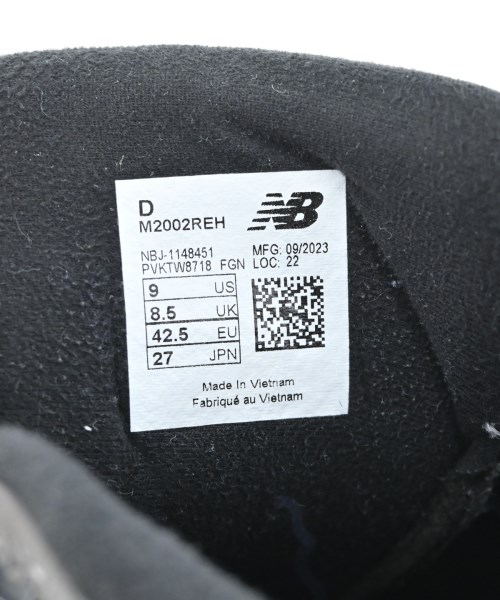 D
M2002REH
NB
NBJ-1148451 MFG: 09/2023
PVKTW8718 FGN LOC: 22
9 US
8.5 UK
42.5 EU
27 JPN
Made In Vietnam
Fabriqué au Vietnam